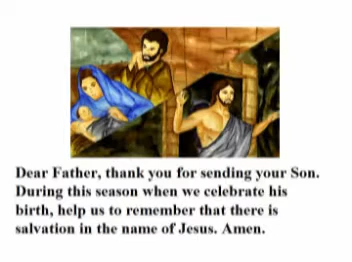 Dear Father, thank you for sending your Son.
During this season when we celebrate his
birth, help us to remember that there is
salvation in the name of Jesus. Amen.